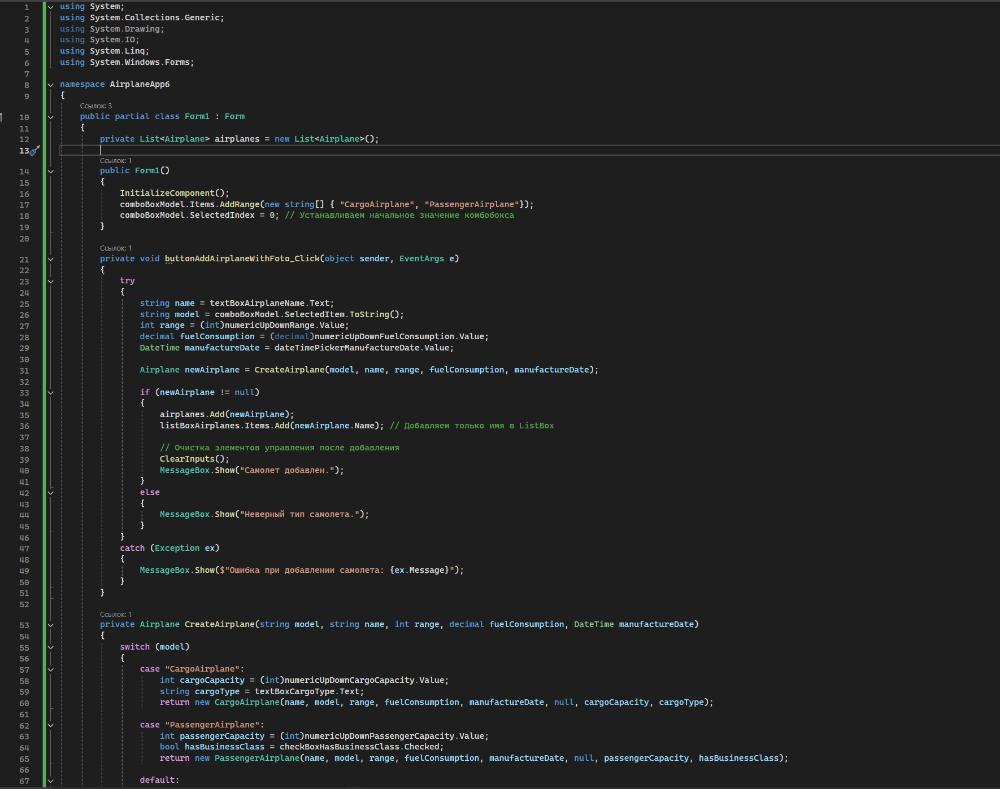 1 using System;
2 using System.Collections.Generic;
3 using System.Drawing;
4 using System.IO;
5 using System.Linq;
6 using System.Windows.Forms;
7
8 namespace AirplaneApp6
9 {
Ссылок: 3
10 public partial class Form1 : Form
11 {
12 private List<Airplane> airplanes = new List<Airplane>();
13
Ссылок: 1
14 public Form1()
15 {
16 InitializeComponent();
17 comboBoxModel.Items.AddRange(new string[] { "CargoAirplane", "PassengerAirplane"});
18 comboBoxModel.SelectedIndex = 0; // Устанавливаем начальное значение комбобокса
19 }
20
Ссылок: 1
21 private void buttonAddAirplaneWithFoto_Click(object sender, EventArgs e)
22 {
23 try
24 {
25 string name = textBoxAirplaneName.Text;
26 string model = comboBoxModel.SelectedItem.ToString();
27 int range = (int)numericUpDownRange.Value;
28 decimal fuelConsumption = (decimal)numericUpDownFuelConsumption.Value;
29 DateTime manufactureDate = dateTimePickerManufactureDate.Value;
30
31 Airplane newAirplane = CreateAirplane(model, name, range, fuelConsumption, manufactureDate);
32
33 if (newAirplane != null)
34 {
35 airplanes.Add(newAirplane);
36 listBoxAirplanes.Items.Add(newAirplane.Name); // Добавляем только имя в ListBox
37
38 // Очистка элементов управления после добавления
39 ClearInputs();
40 MessageBox.Show("Самолет добавлен.");
41 }
42 else
43 {
44 MessageBox.Show("Неверный тип самолета.");
45 }
46 }
47 catch (Exception ex)
48 {
49 MessageBox.Show($"Ошибка при добавлении самолета: {ex.Message}");
50 }
51 }
52
Ссылок: 1
53 private Airplane CreateAirplane(string model, string name, int range, decimal fuelConsumption, DateTime manufactureDate)
54 {
55 switch (model)
56 {
57 case "CargoAirplane":
58 int cargoCapacity = (int)numericUpDownCargoCapacity.Value;
59 string cargoType = textBoxCargoType.Text;
60 return new CargoAirplane(name, model, range, fuelConsumption, manufactureDate, null, cargoCapacity, cargoType);
61
62 case "PassengerAirplane":
63 int passengerCapacity = (int)numericUpDownPassengerCapacity.Value;
64 bool hasBusinessClass = checkBoxHasBusinessClass.Checked;
65 return new PassengerAirplane(name, model, range, fuelConsumption, manufactureDate, null, passengerCapacity, hasBusinessClass);
66
67 default: